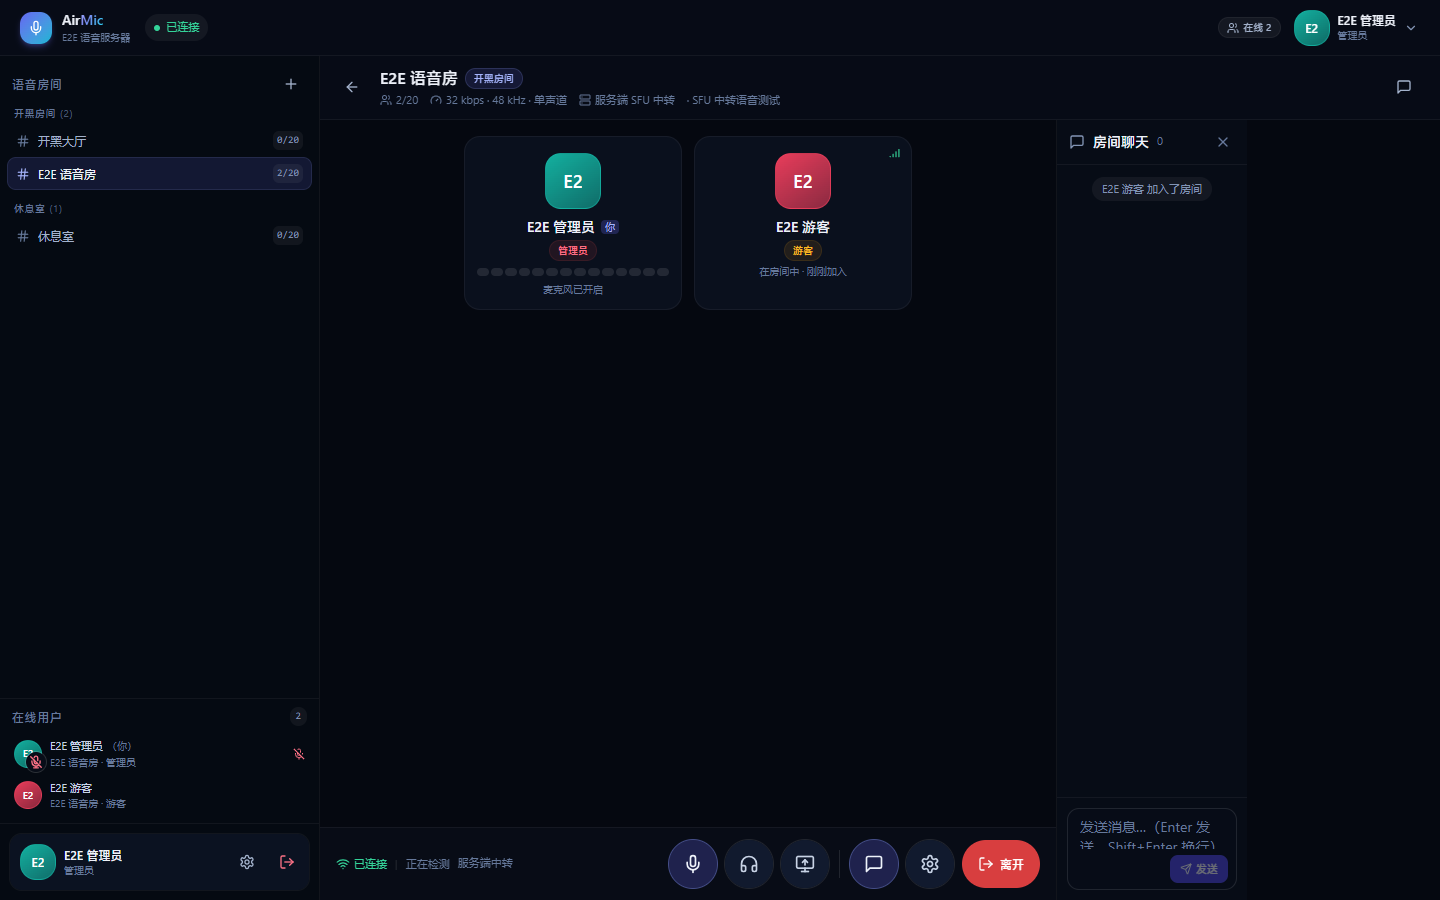 AirMic
E2E 语音服务器
已连接
在线 2
E2
E2E 管理员
管理员
语音房间
开黑房间 (2)
开黑大厅
0/20
E2E 语音房
2/20
休息室 (1)
休息室
0/20
E2E 语音房
开黑房间
2/20
32 kbps · 48 kHz · 单声道
服务端 SFU 中转
· SFU 中转语音测试
E2
E2E 管理员
你
管理员
麦克风已开启
E2
E2E 游客
游客
在房间中 · 刚刚加入
房间聊天
0
E2E 游客 加入了房间
在线用户
2
E2E 管理员 （你）
E2E 语音房 · 管理员
E2
E2E 游客
E2E 语音房 · 游客
E2
E2E 管理员
管理员
已连接
正在检测
服务端中转
离开
发送消息...（Enter 发
送，Shift+Enter 换行）
发送